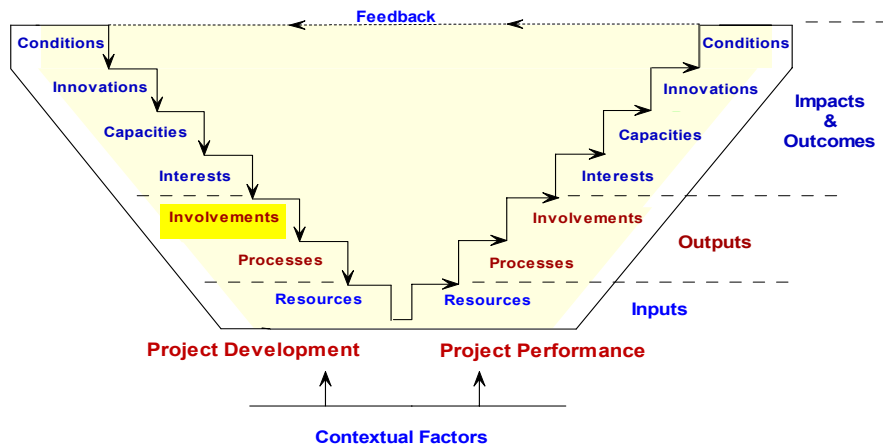 Feedback
Conditions
Conditions
Innovations
Innovations
Impacts
&
Outcomes
Capacities
Capacities
Interests
Interests
Involvements
Involvements
Outputs
Processes
Processes
Resources
Resources
Inputs
Project Development
Project Performance
Contextual Factors